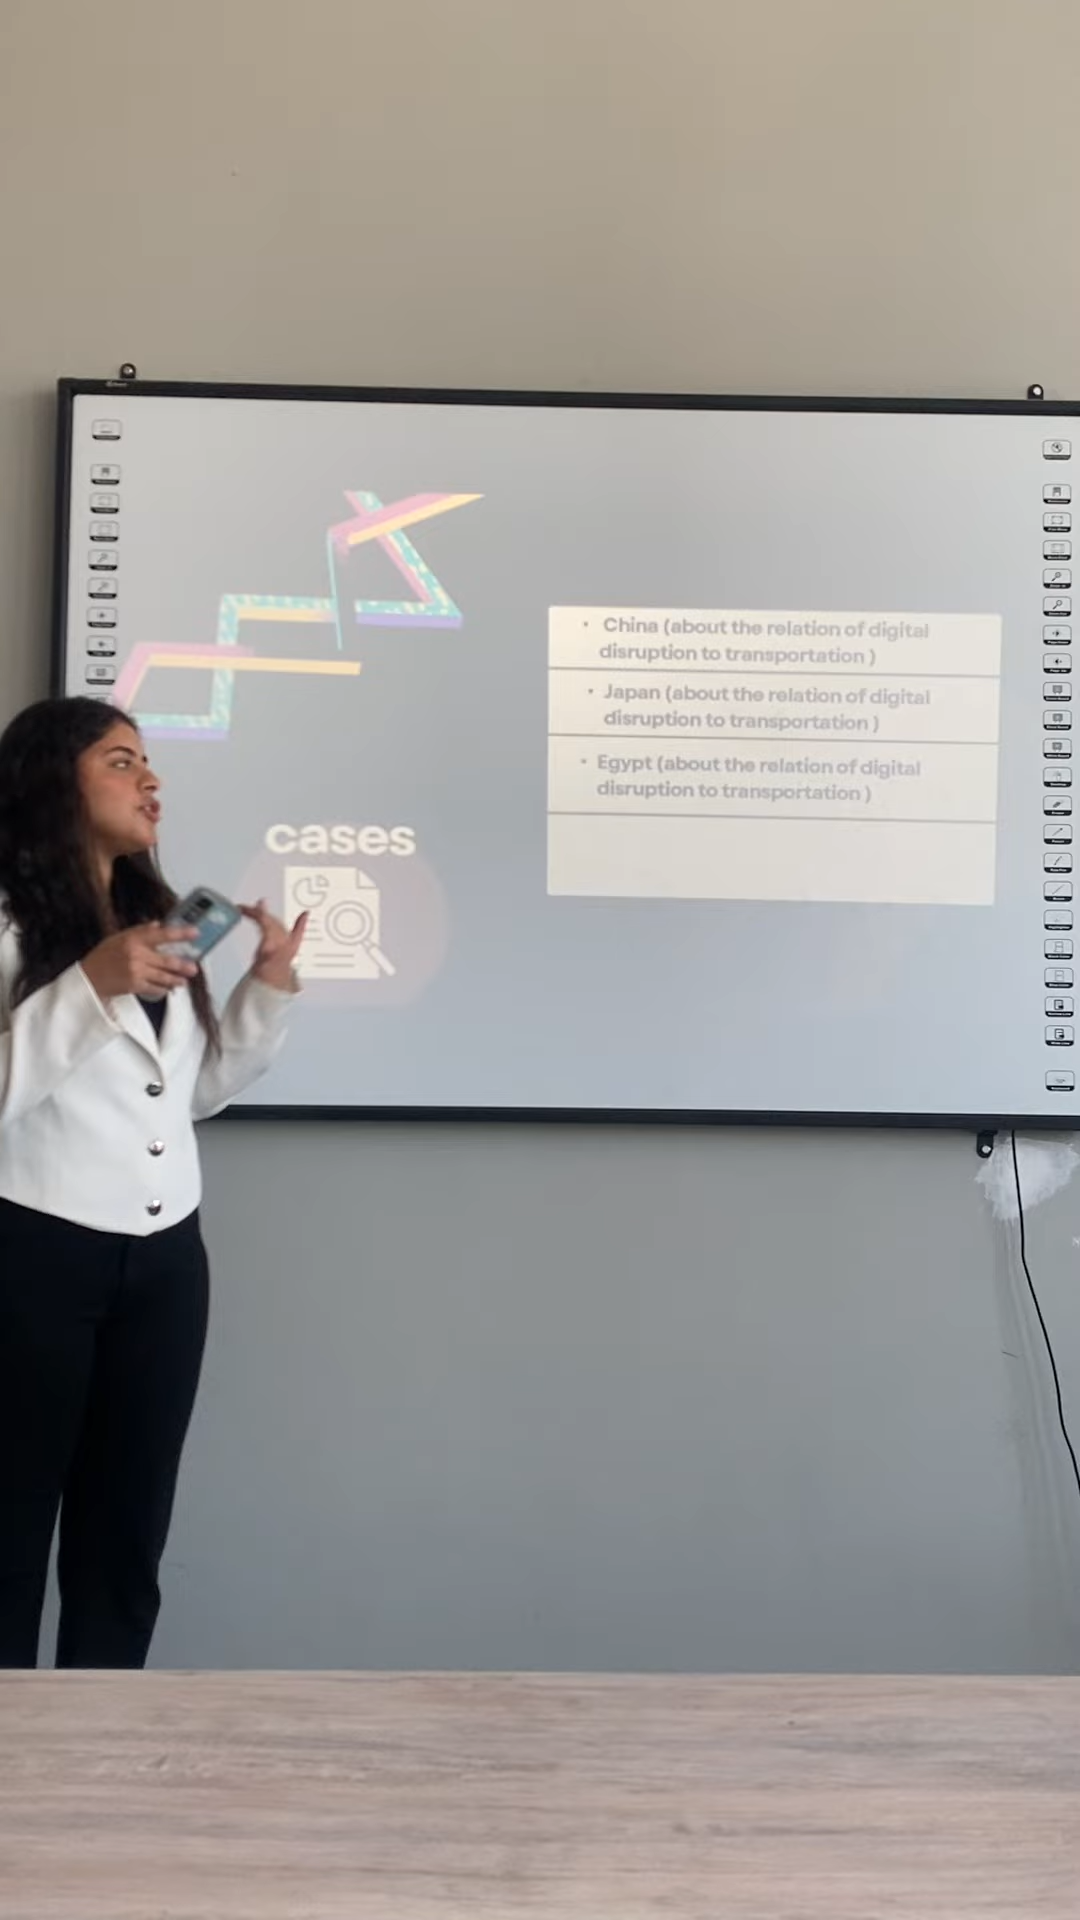 • China (about the relation of digital
disruption to transportation )
• Japan (about the relation of digital
disruption to transportation )
• Egypt (about the relation of digital
disruption to transportation )
cases